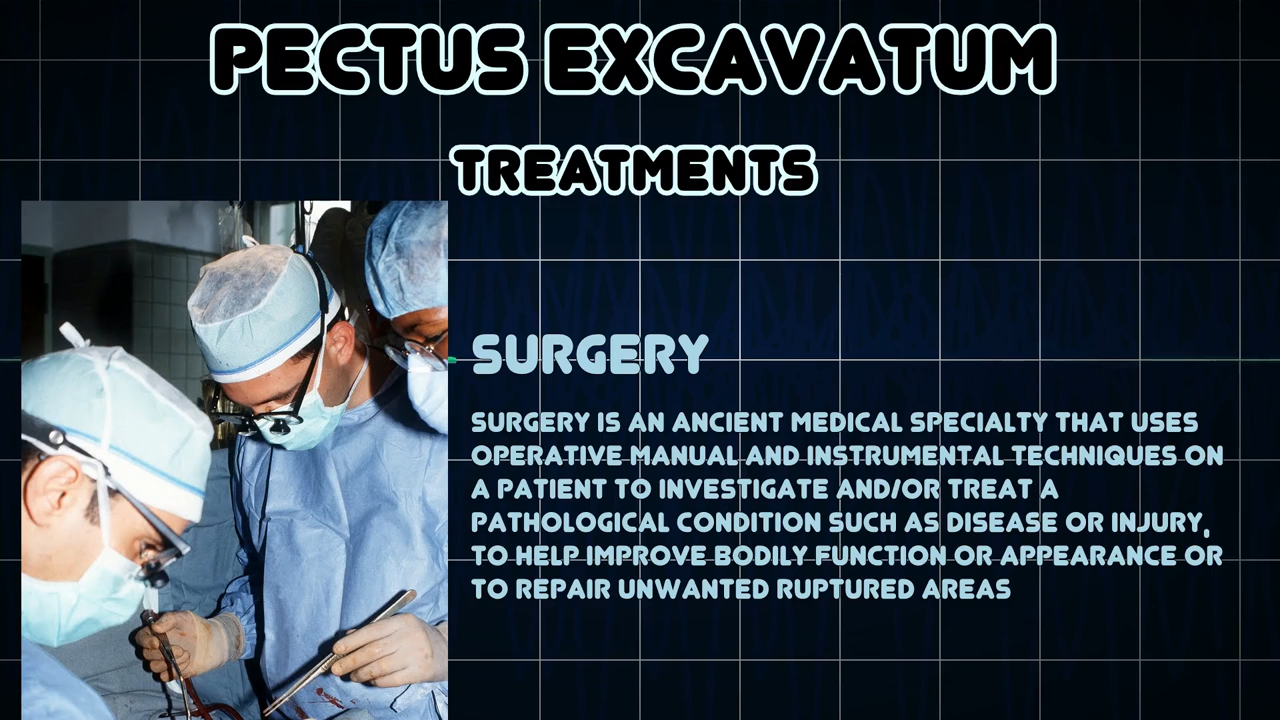 PECTUS EXCAVATUM
TREATMENTS
SURGERY
SURGERY IS AN ANCIENT MEDICAL SPECIALTY THAT USES
OPERATIVE MANUAL AND INSTRUMENTAL TECHNIQUES ON
A PATIENT TO INVESTIGATE AND/OR TREAT A
PATHOLOGICAL CONDITION SUCH AS DISEASE OR INJURY,
TO HELP IMPROVE BODILY FUNCTION OR APPEARANCE OR
TO REPAIR UNWANTED RUPTURED AREAS